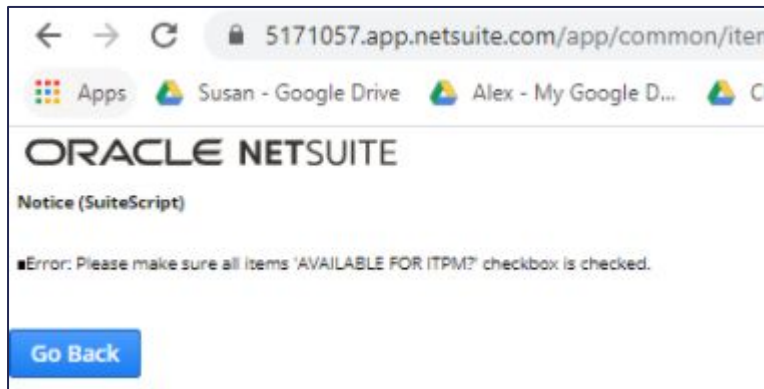 5171057.app.netsuite.com/app/common/iter
Apps Susan - Google Drive Alex - My Google D... C
ORACLE NETSUITE
Notice (SuiteScript)
■Error: Please make sure all items 'AVAILABLE FOR ITPM?' checkbox is checked.
Go Back